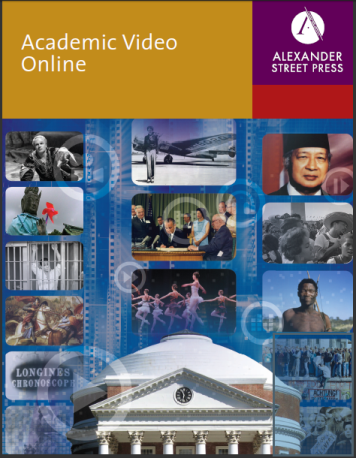 Academic Video
Online
ALEXANDER
STREET PRESS
LONGINES
CHRONOSCOPE